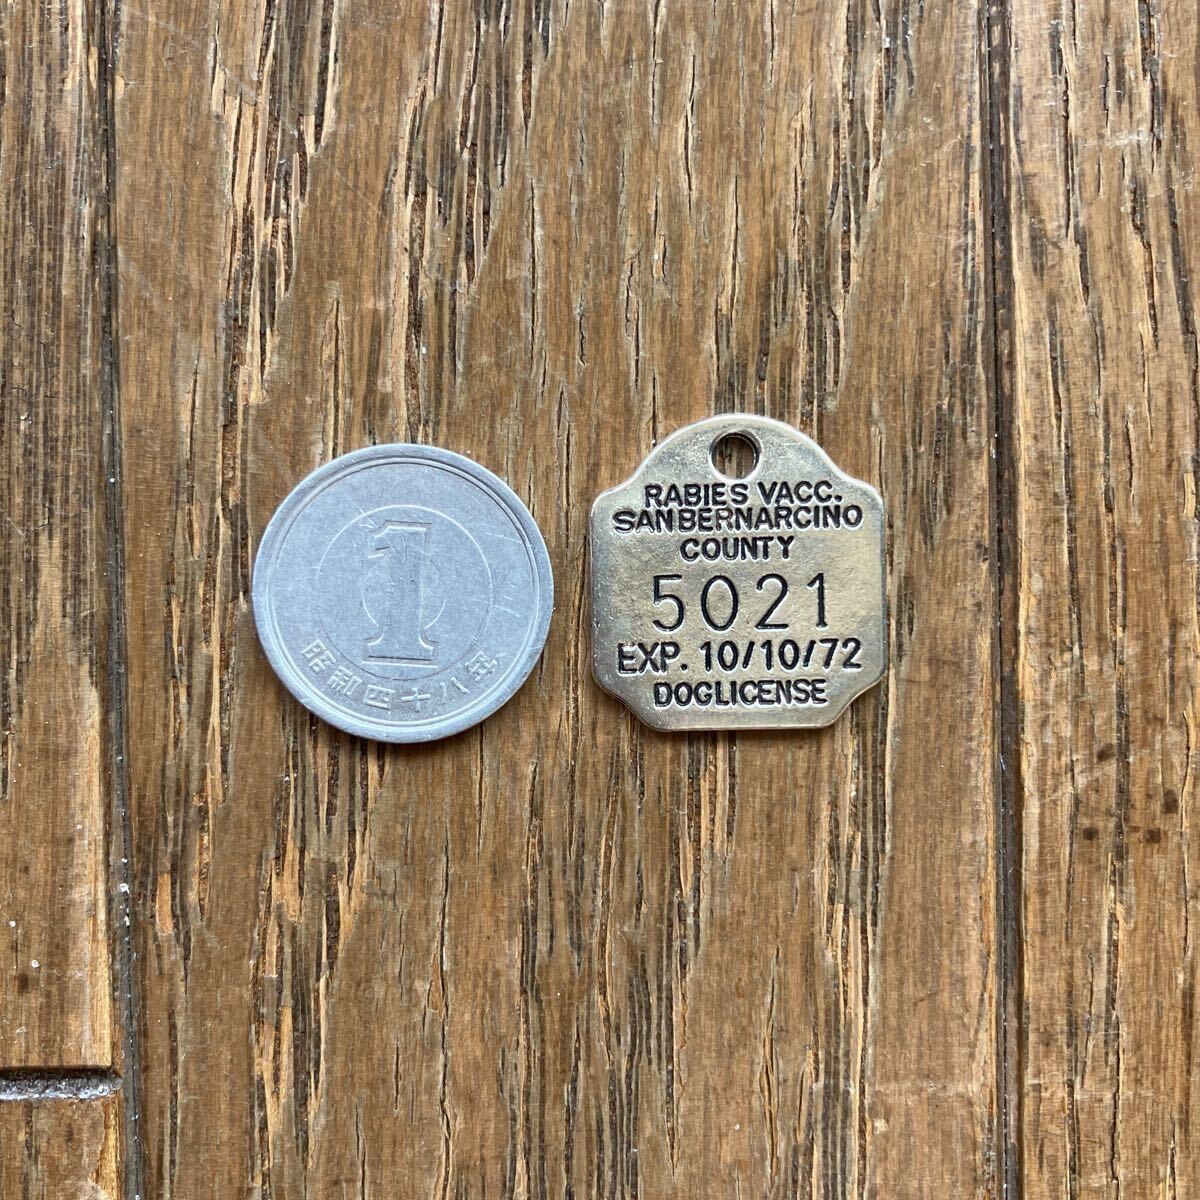 1
昭和四十八年
RABIES VACC.
SANBERNARCINO
COUNTY
5021
EXP. 10/10/72
DOGLICENSE